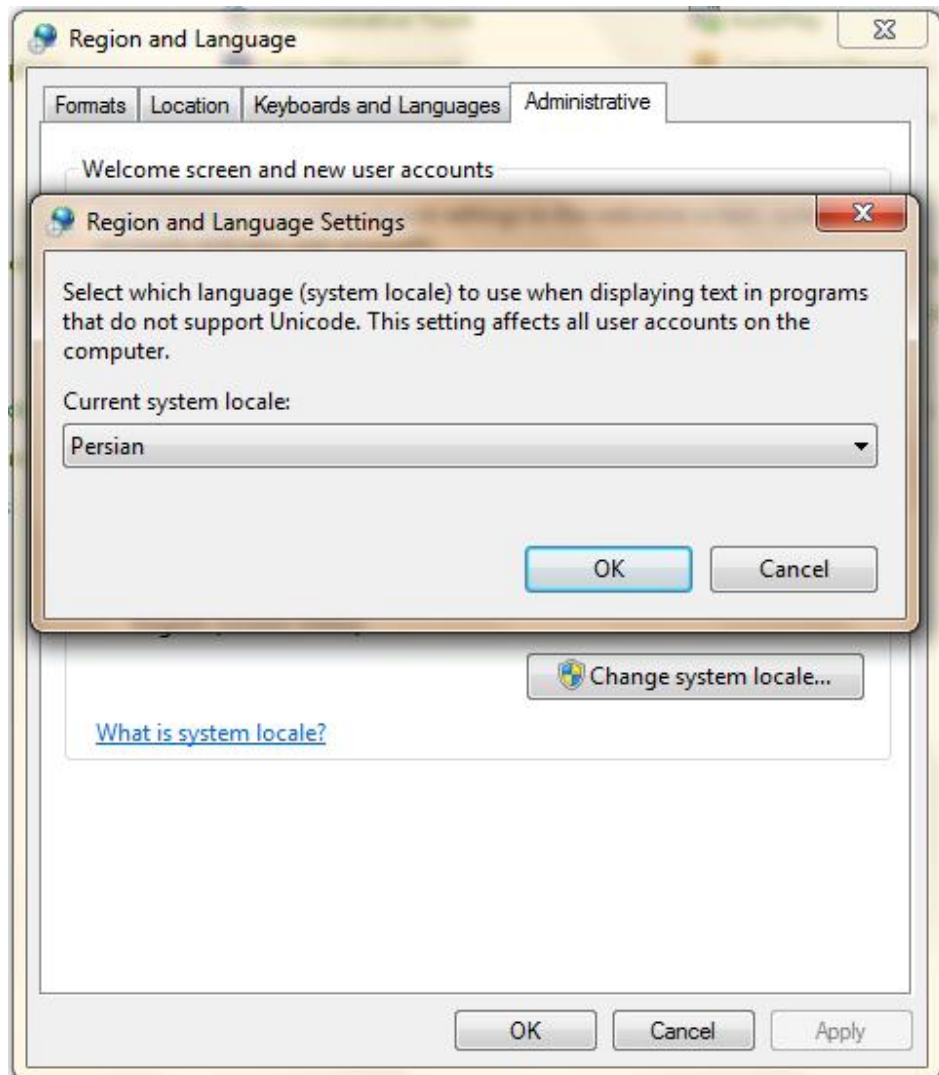 Region and Language
Formats Location Keyboards and Languages Administrative
Welcome screen and new user accounts
Region and Language Settings
Select which language (system locale) to use when displaying text in programs
that do not support Unicode. This setting affects all user accounts on the
computer.
Current system locale:
Persian
OK Cancel
Change system locale...
What is system locale?
OK Cancel Apply